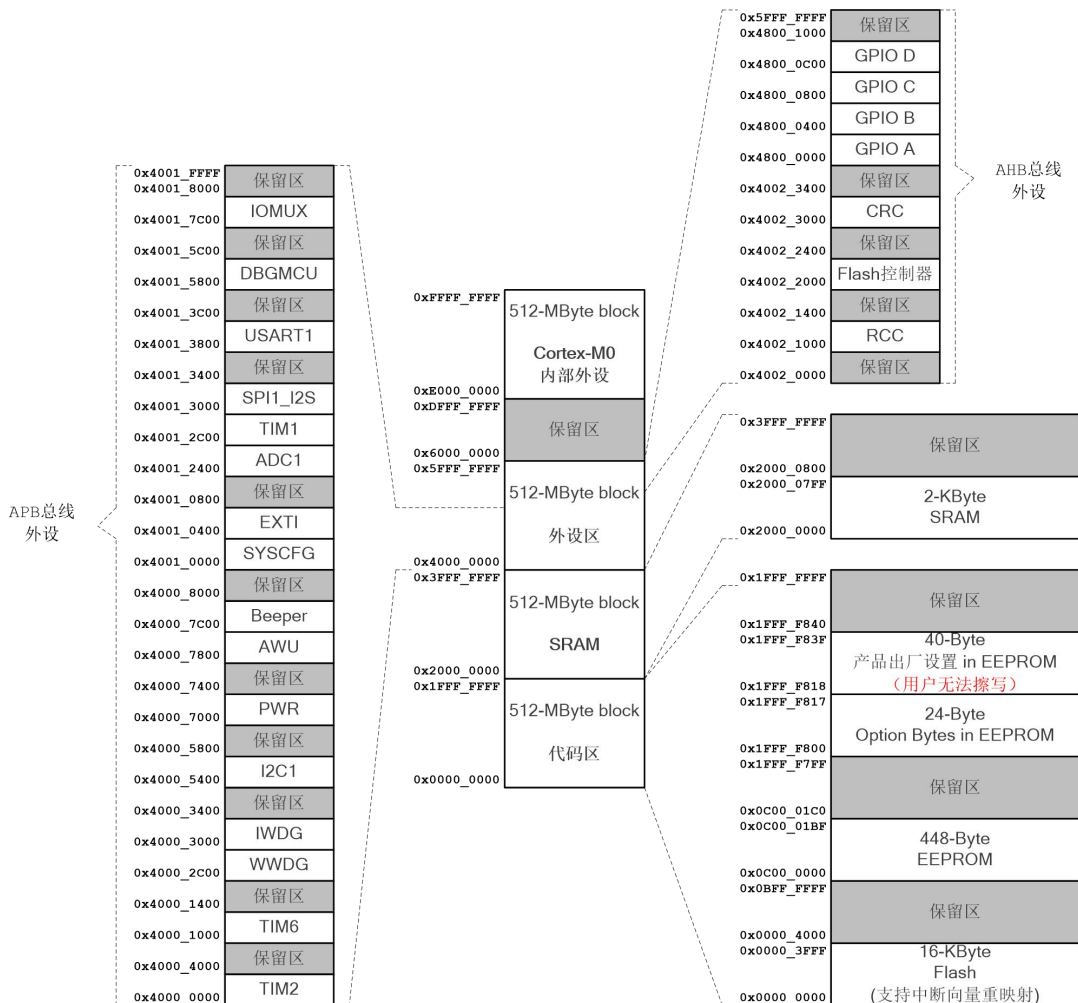 0x4001_FFFF
0x4001_8000
保留区
0x4001_7C00
IOMUX
0x4001_5C00
保留区
0x4001_5800
DBGMCU
0x4001_3C00
保留区
0x4001_3800
USART1
0x4001_3400
保留区
0x4001_3000
SPI1_I2S
0x4001_2C00
TIM1
0x4001_2400
ADC1
0x4001_0800
保留区
0x4001_0400
EXTI
0x4001_0000
SYSCFG
0x4000_8000
保留区
0x4000_7C00
Beeper
0x4000_7800
AWU
0x4000_7400
保留区
0x4000_7000
PWR
0x4000_5800
保留区
0x4000_5400
I2C1
0x4000_3400
保留区
0x4000_3000
IWDG
0x4000_2C00
WWDG
0x4000_1400
保留区
0x4000_1000
TIM6
0x4000_4000
保留区
0x4000_0000
TIM2
APB总线
外设
0xFFFF_FFFF
512-MByte block
Cortex-M0
内部外设
0xE000_0000
0xDFFF_FFFF
保留区
0x6000_0000
0x5FFF_FFFF
512-MByte block
外设区
0x4000_0000
0x3FFF_FFFF
512-MByte block
SRAM
0x2000_0000
0x1FFF_FFFF
512-MByte block
代码区
0x0000_0000
0x5FFF_FFFF
0x4800_1000
保留区
0x4800_0C00
GPIO D
0x4800_0800
GPIO C
0x4800_0400
GPIO B
0x4800_0000
GPIO A
0x4002_3400
保留区
0x4002_3000
CRC
0x4002_2400
保留区
0x4002_2000
Flash控制器
0x4002_1400
保留区
0x4002_1000
RCC
0x4002_0000
保留区
AHB总线
外设
0x3FFF_FFFF
保留区
0x2000_0800
0x2000_07FF
2-KByte
SRAM
0x2000_0000
0x1FFF_FFFF
保留区
0x1FFF_F840
0x1FFF_F83F
40-Byte
产品出厂设置 in EEPROM
（用户无法擦写）
0x1FFF_F818
0x1FFF_F817
24-Byte
Option Bytes in EEPROM
0x1FFF_F800
0x1FFF_F7FF
保留区
0x0C00_01C0
0x0C00_01BF
448-Byte
EEPROM
0x0C00_0000
0x0BFF_FFFF
保留区
0x0000_4000
0x0000_3FFF
16-KByte
Flash
(支持中断向量重映射)
0x0000_0000